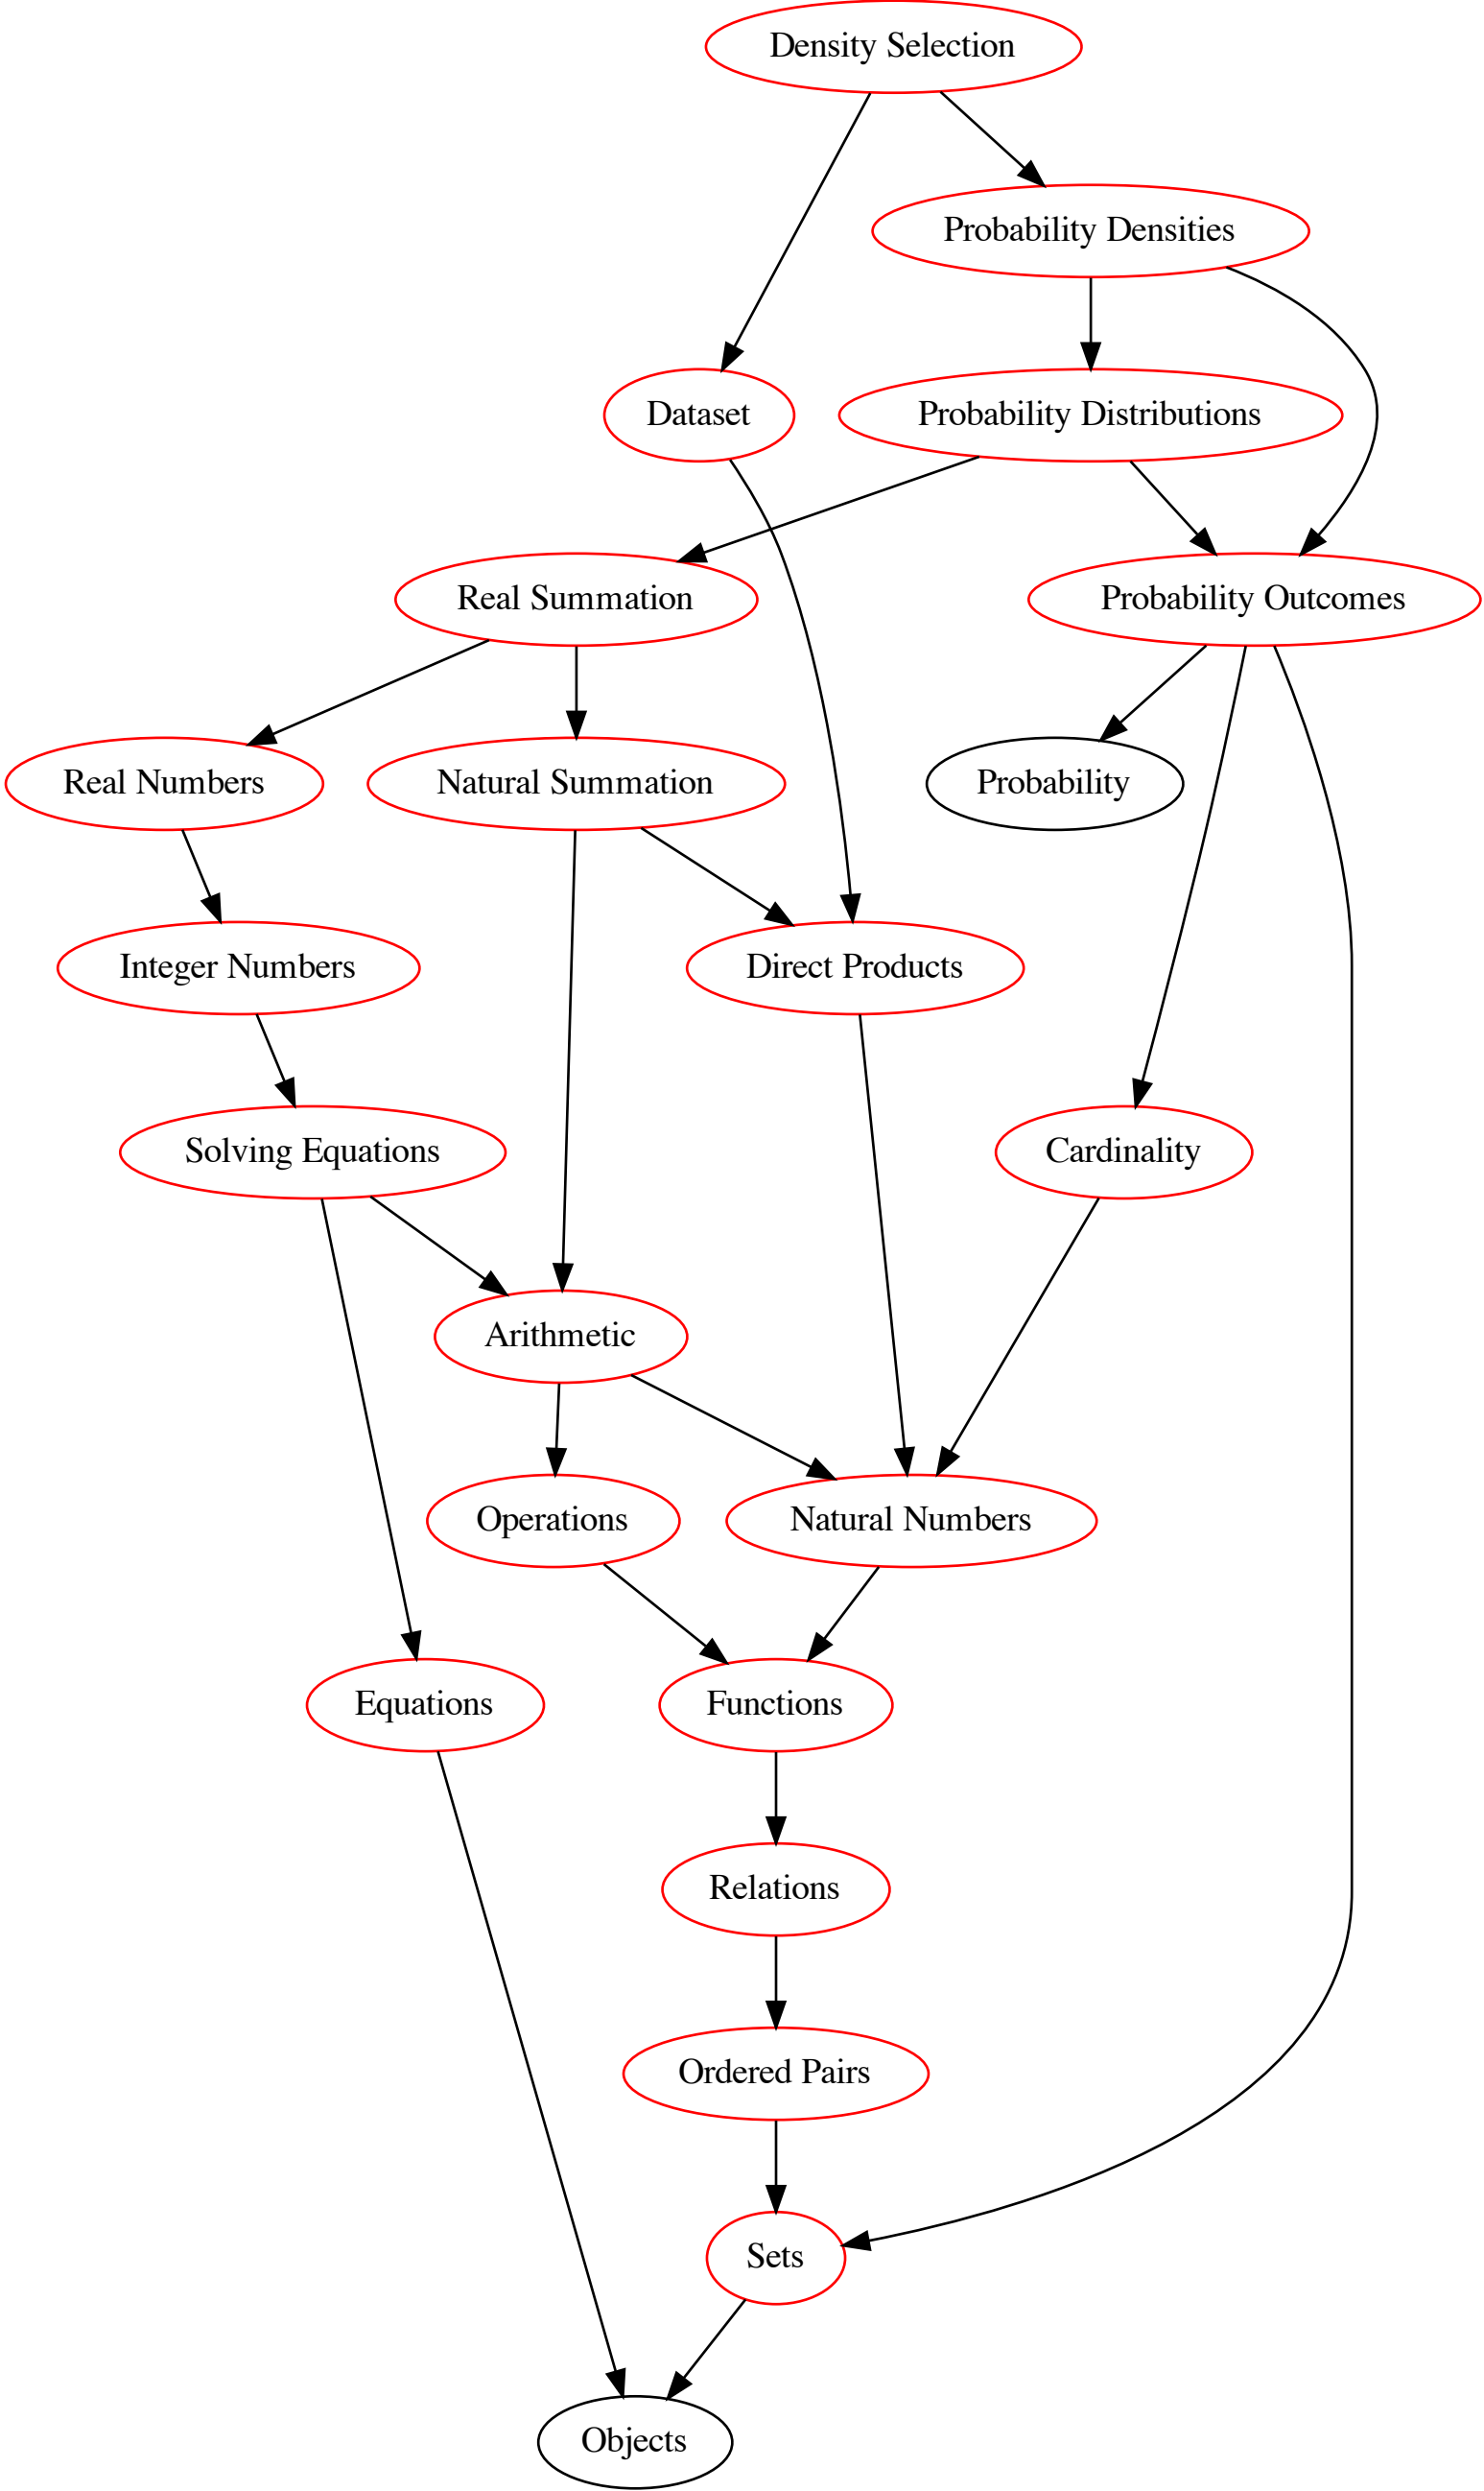 Density Selection
Probability Densities
Dataset
Probability Distributions
Real Summation
Probability Outcomes
Real Numbers
Natural Summation
Probability
Integer Numbers
Direct Products
Solving Equations
Cardinality
Arithmetic
Operations
Natural Numbers
Equations
Functions
Relations
Ordered Pairs
Sets
Objects